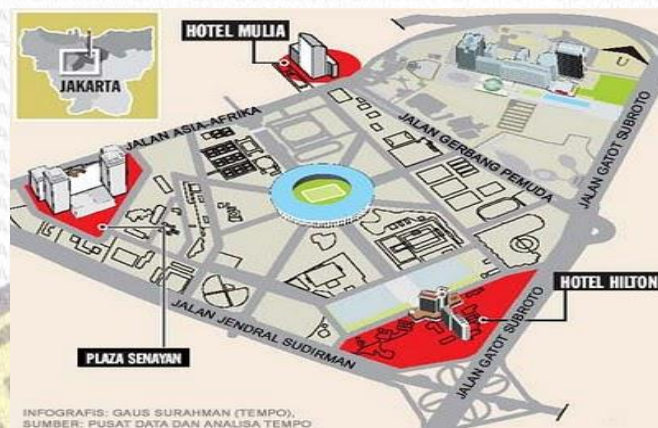 HOTEL MULIA
JAKARTA
U
JALAN ASIA-AFRIKA
JALAN GERBANG PEMUDA
JALAN GATOT SUBROTO
HOTEL HILTON
JALAN GATOT SUBROTO
JALAN JENDRAL SUDIRMAN
PLAZA SENAYAN
INFOGRAFIS: GAUS SURAHMAN (TEMPO),
SUMBER: PUSAT DATA DAN ANALISA TEMPO